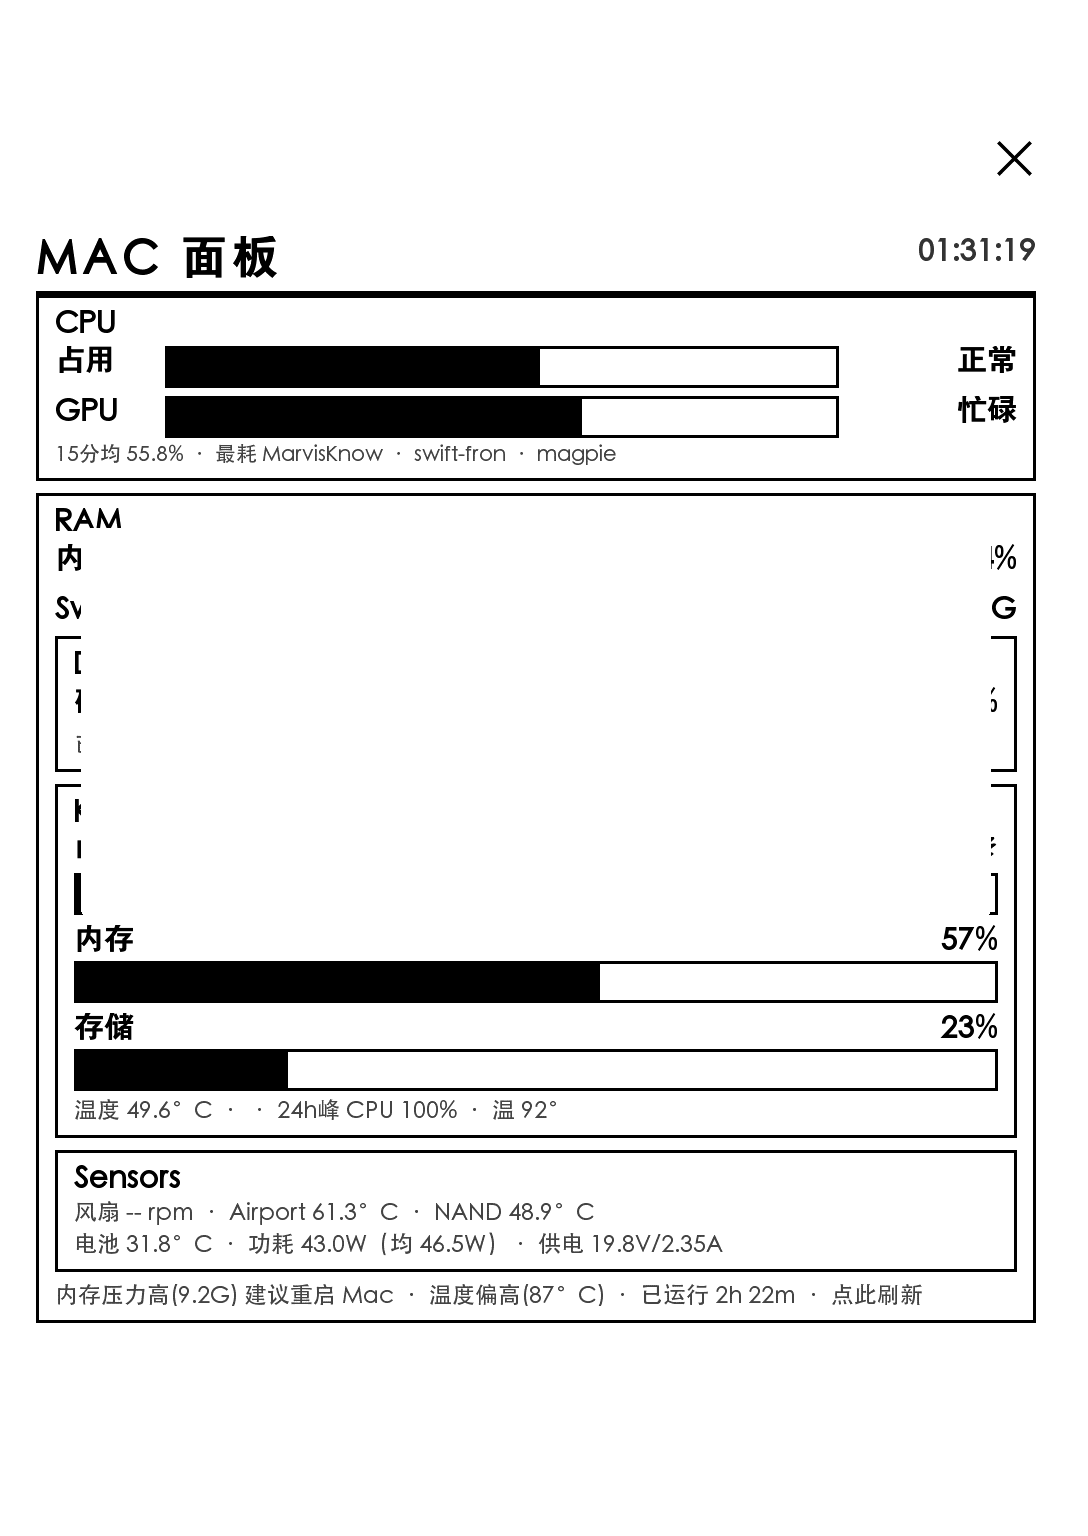 MAC 面板
01:31:19
CPU
占用 正常
GPU 忙碌
15分均 55.8% · 最耗 MarvisKnow · swift-fron · magpie
RAM
内 %
G
内存 57%
存储 23%
温度 49.6°C · · 24h峰 CPU 100% · 温 92°
Sensors
风扇 -- rpm · Airport 61.3°C · NAND 48.9°C
电池 31.8°C · 功耗 43.0W (均 46.5W) · 供电 19.8V/2.35A
内存压力高(9.2G) 建议重启 Mac · 温度偏高(87°C) · 已运行 2h 22m · 点此刷新